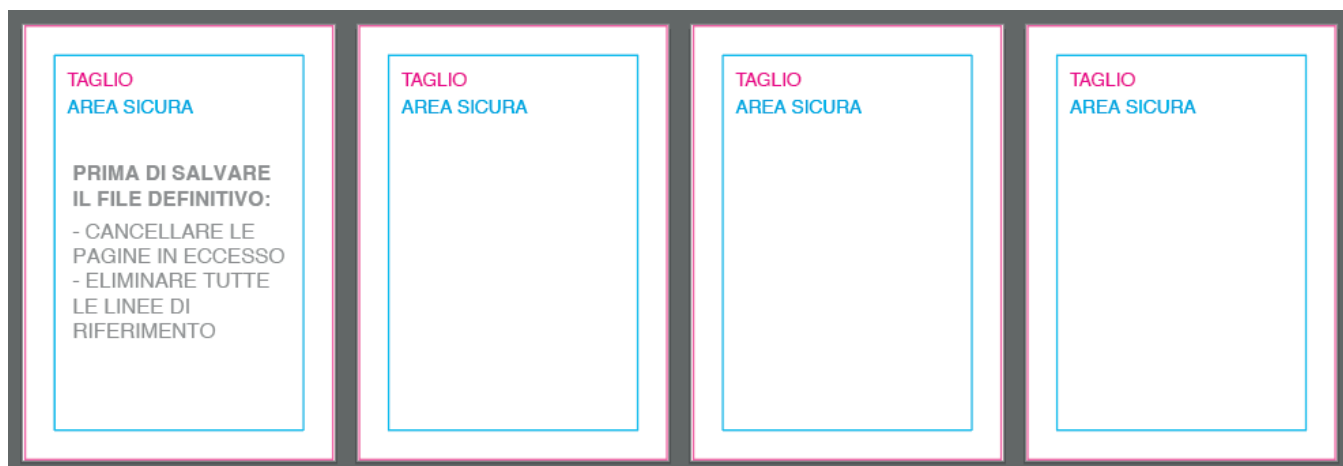 TAGLIO
AREA SICURA
PRIMA DI SALVARE
IL FILE DEFINITIVO:
- CANCELLARE LE
PAGINE IN ECCESSO
- ELIMINARE TUTTE
LE LINEE DI
RIFERIMENTO
TAGLIO
AREA SICURA
TAGLIO
AREA SICURA
TAGLIO
AREA SICURA